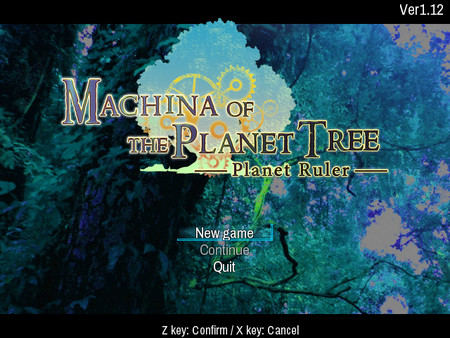 Ver1.12
MACHINA OF
THE PLANET TREE
Planet Ruler
New game
Continue
Quit
Z key: Confirm / X key: Cancel